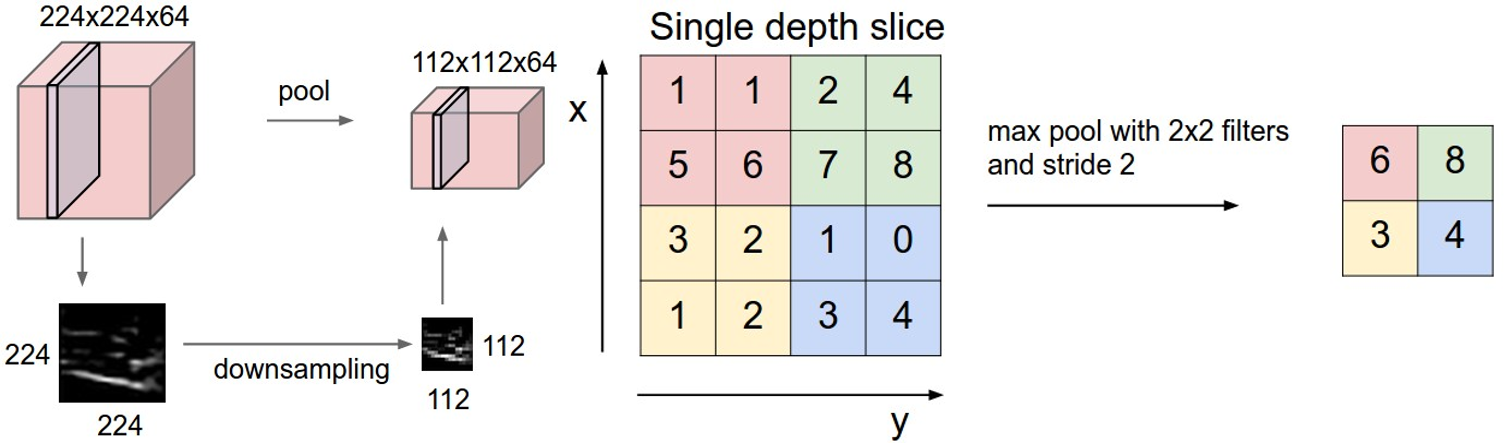 224x224x64
pool
112x112x64
224
224
downsampling
112
112
Single depth slice
x
1 1 2 4
5 6 7 8
3 2 1 0
1 2 3 4
y
max pool with 2x2 filters
and stride 2
6 8
3 4